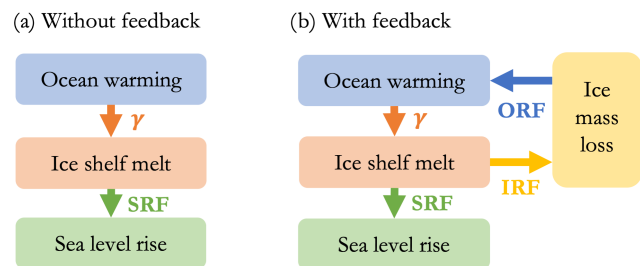 (a) Without feedback
Ocean warming
γ
Ice shelf melt
SRF
Sea level rise
(b) With feedback
Ocean warming
γ
Ice shelf melt
SRF
Sea level rise
ORF
IRF
Ice
mass
loss